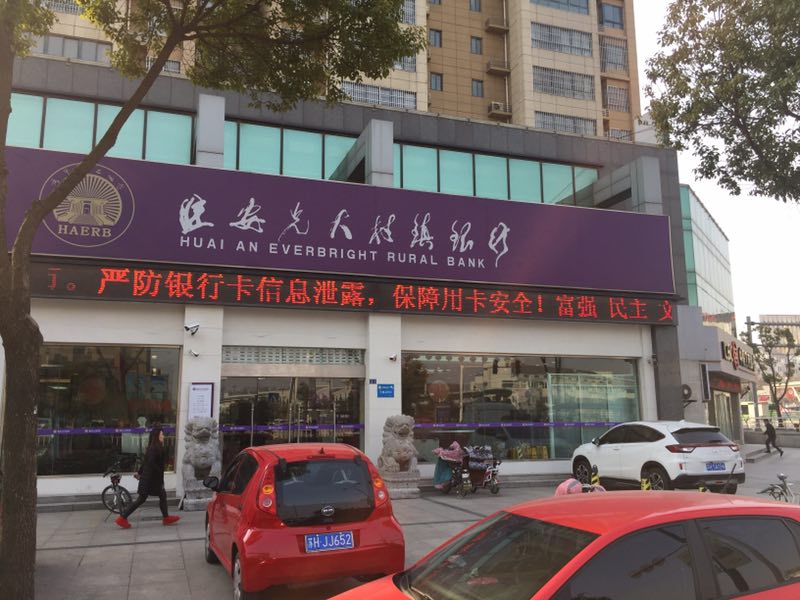 淮安光大村镇银行
HAERB
HUAI AN EVERBRIGHT RURAL BANK
。严防银行卡信息泄露，保障用卡安全！富强 民主 文
苏H JJ652